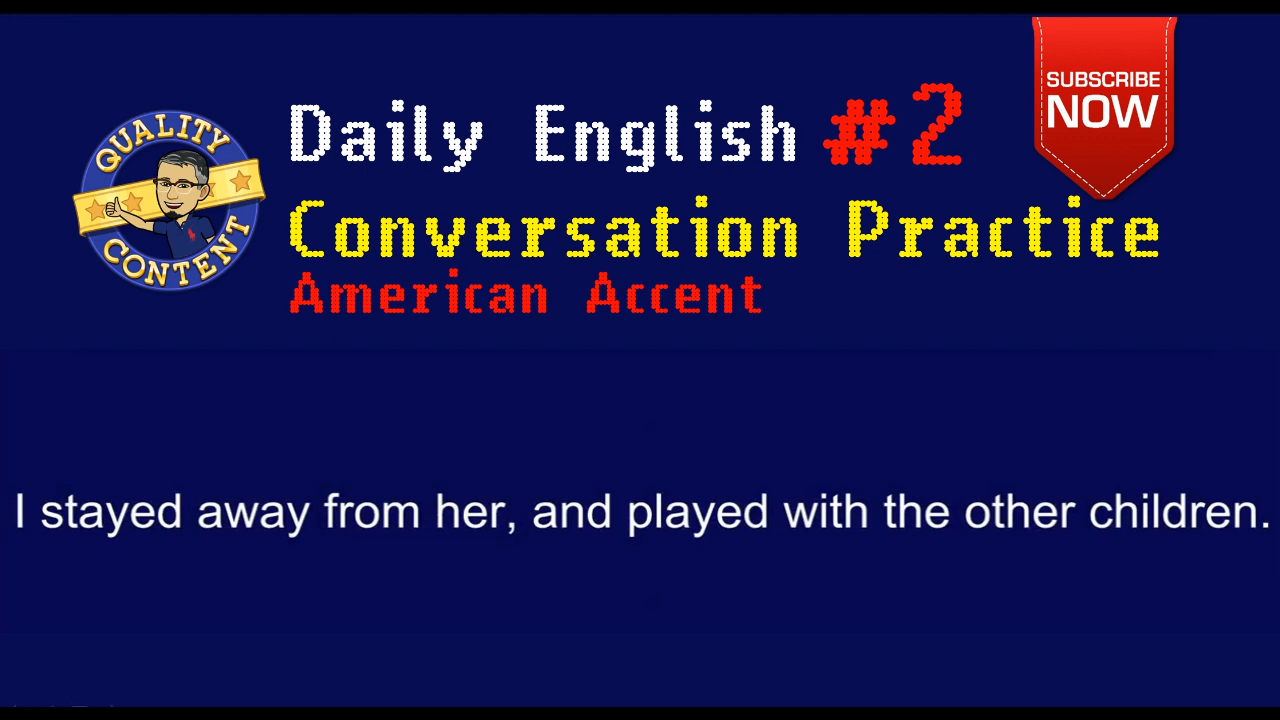 SUBSCRIBE
NOW
QUALITY
CONTENT
Daily English #2
Conversation Practice
American Accent
I stayed away from her, and played with the other children.